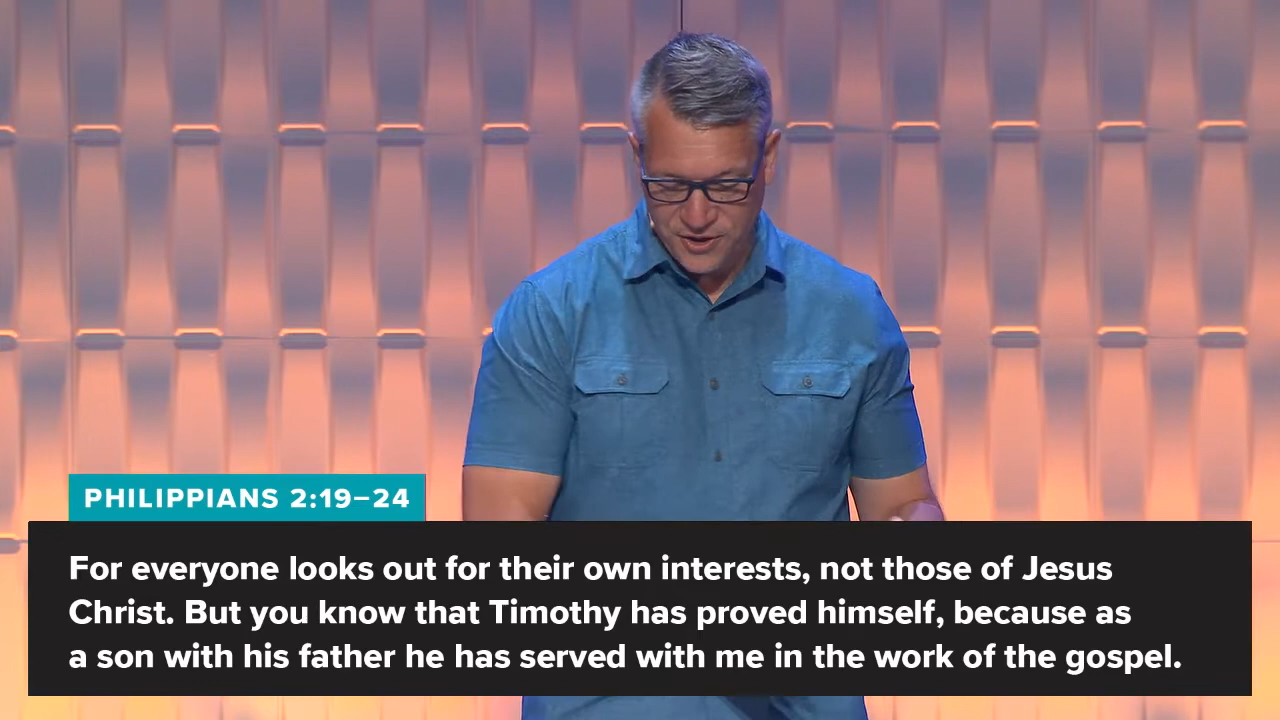 PHILIPPIANS 2:19–24
For everyone looks out for their own interests, not those of Jesus
Christ. But you know that Timothy has proved himself, because as
a son with his father he has served with me in the work of the gospel.